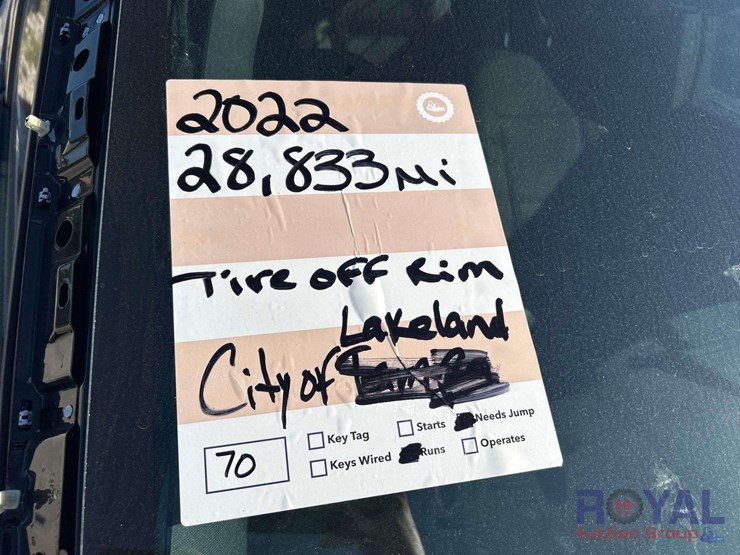 2022
28,833 Mi
Tire off Rim
Lakeland
City of
Key Tag Starts Needs Jump
70 Keys Wired Runs Operates
ROYAL
Auction Group